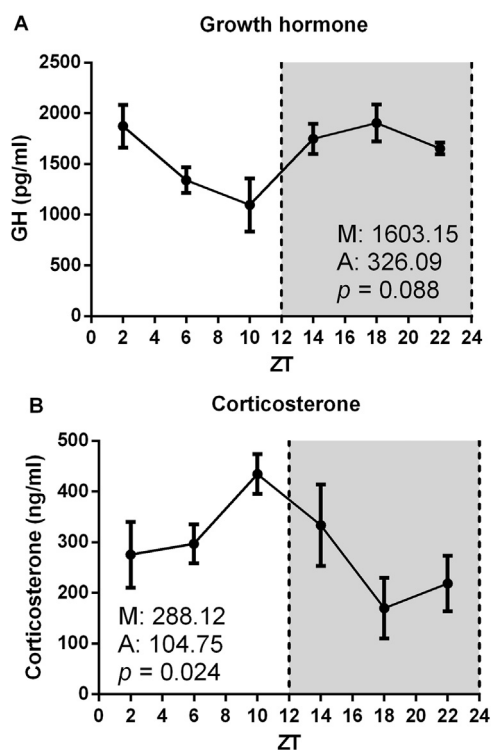 A
Growth hormone
GH (pg/ml)
2500
2000
1500
1000
500
0
M: 1603.15
A: 326.09
p = 0.088
0 2 4 6 8 10 12 14 16 18 20 22 24
ZT
B
Corticosterone
Corticosterone (ng/ml)
500
400
300
200
100
0
M: 288.12
A: 104.75
p = 0.024
0 2 4 6 8 10 12 14 16 18 20 22 24
ZT